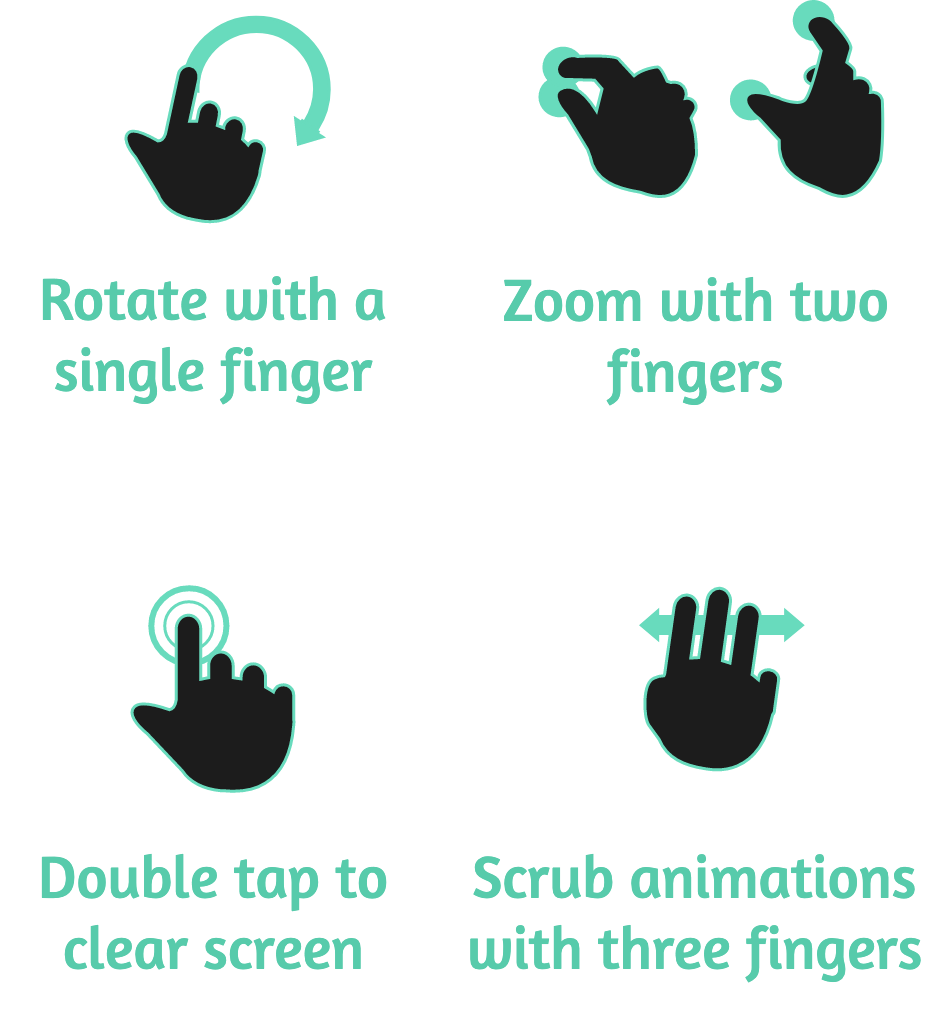 Rotate with a
single finger
Zoom with two
fingers
Double tap to
clear screen
Scrub animations
with three fingers